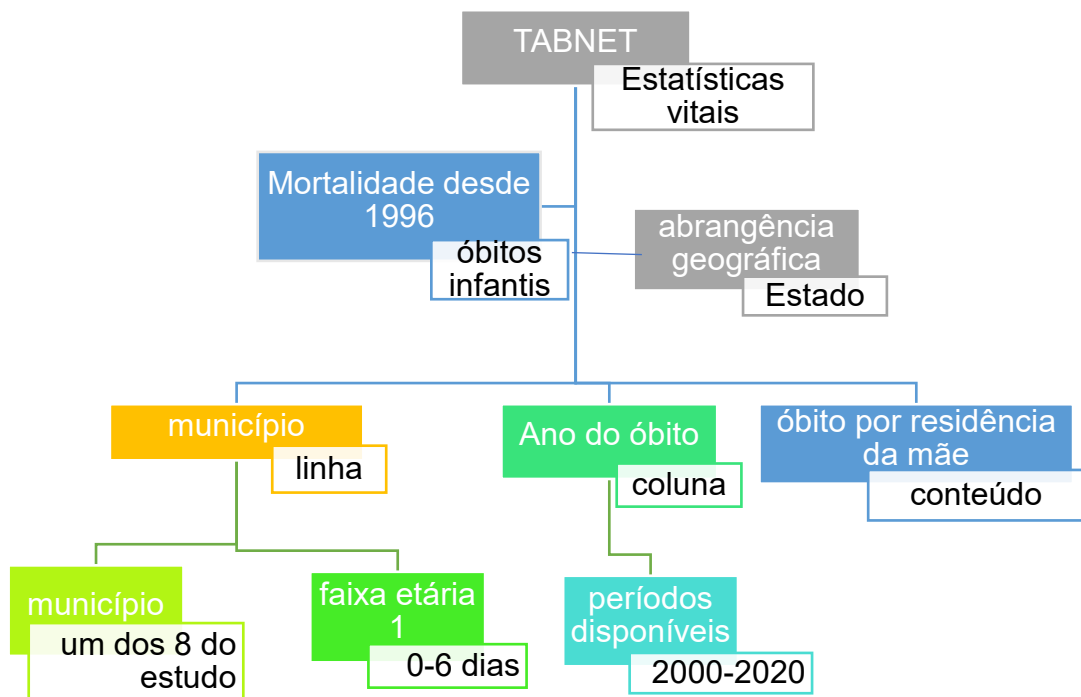 TABNET
Estatísticas
vitais
Mortalidade desde
1996
óbitos
infantis
abrangência
geográfica
Estado
município
linha
Ano do óbito
coluna
óbito por residência
da mãe
conteúdo
município
um dos 8 do
estudo
faixa etária
1
0-6 dias
períodos
disponíveis
2000-2020